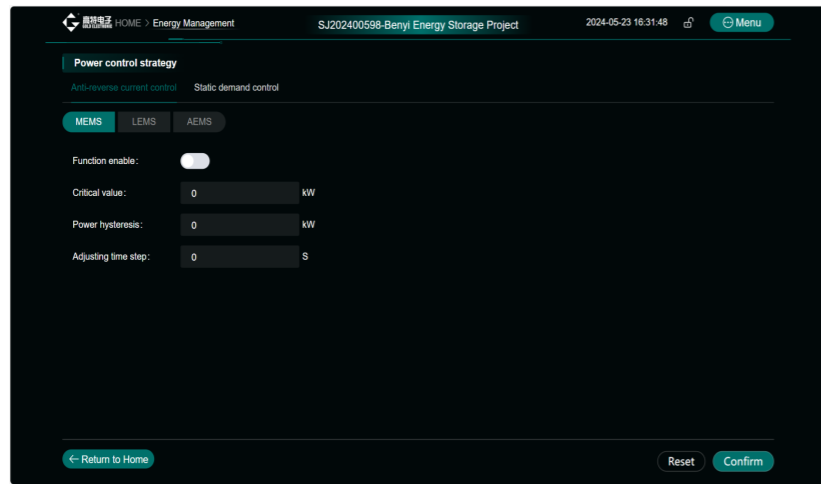 高特电子 HOME > Energy Management
GOLD ELECTRONIC
SJ202400598-Benyi Energy Storage Project
2024-05-23 16:31:48
Menu
Power control strategy
Anti-reverse current control Static demand control
MEMS LEMS AEMS
Function enable:
Critical value: 0 kW
Power hysteresis: 0 kW
Adjusting time step: 0 S
Return to Home
Reset Confirm